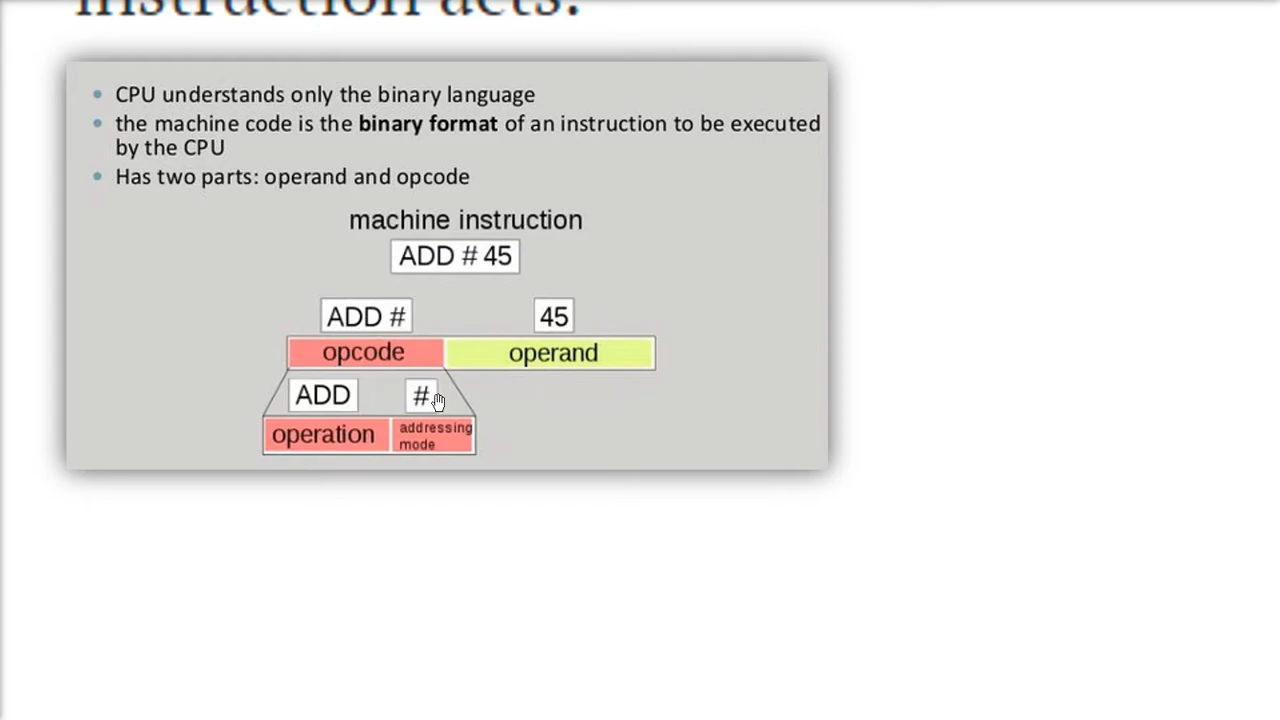 instruction acts:
CPU understands only the binary language
the machine code is the binary format of an instruction to be executed
by the CPU
Has two parts: operand and opcode
machine instruction
ADD # 45
ADD # 45
opcode operand
ADD #
operation addressing
mode